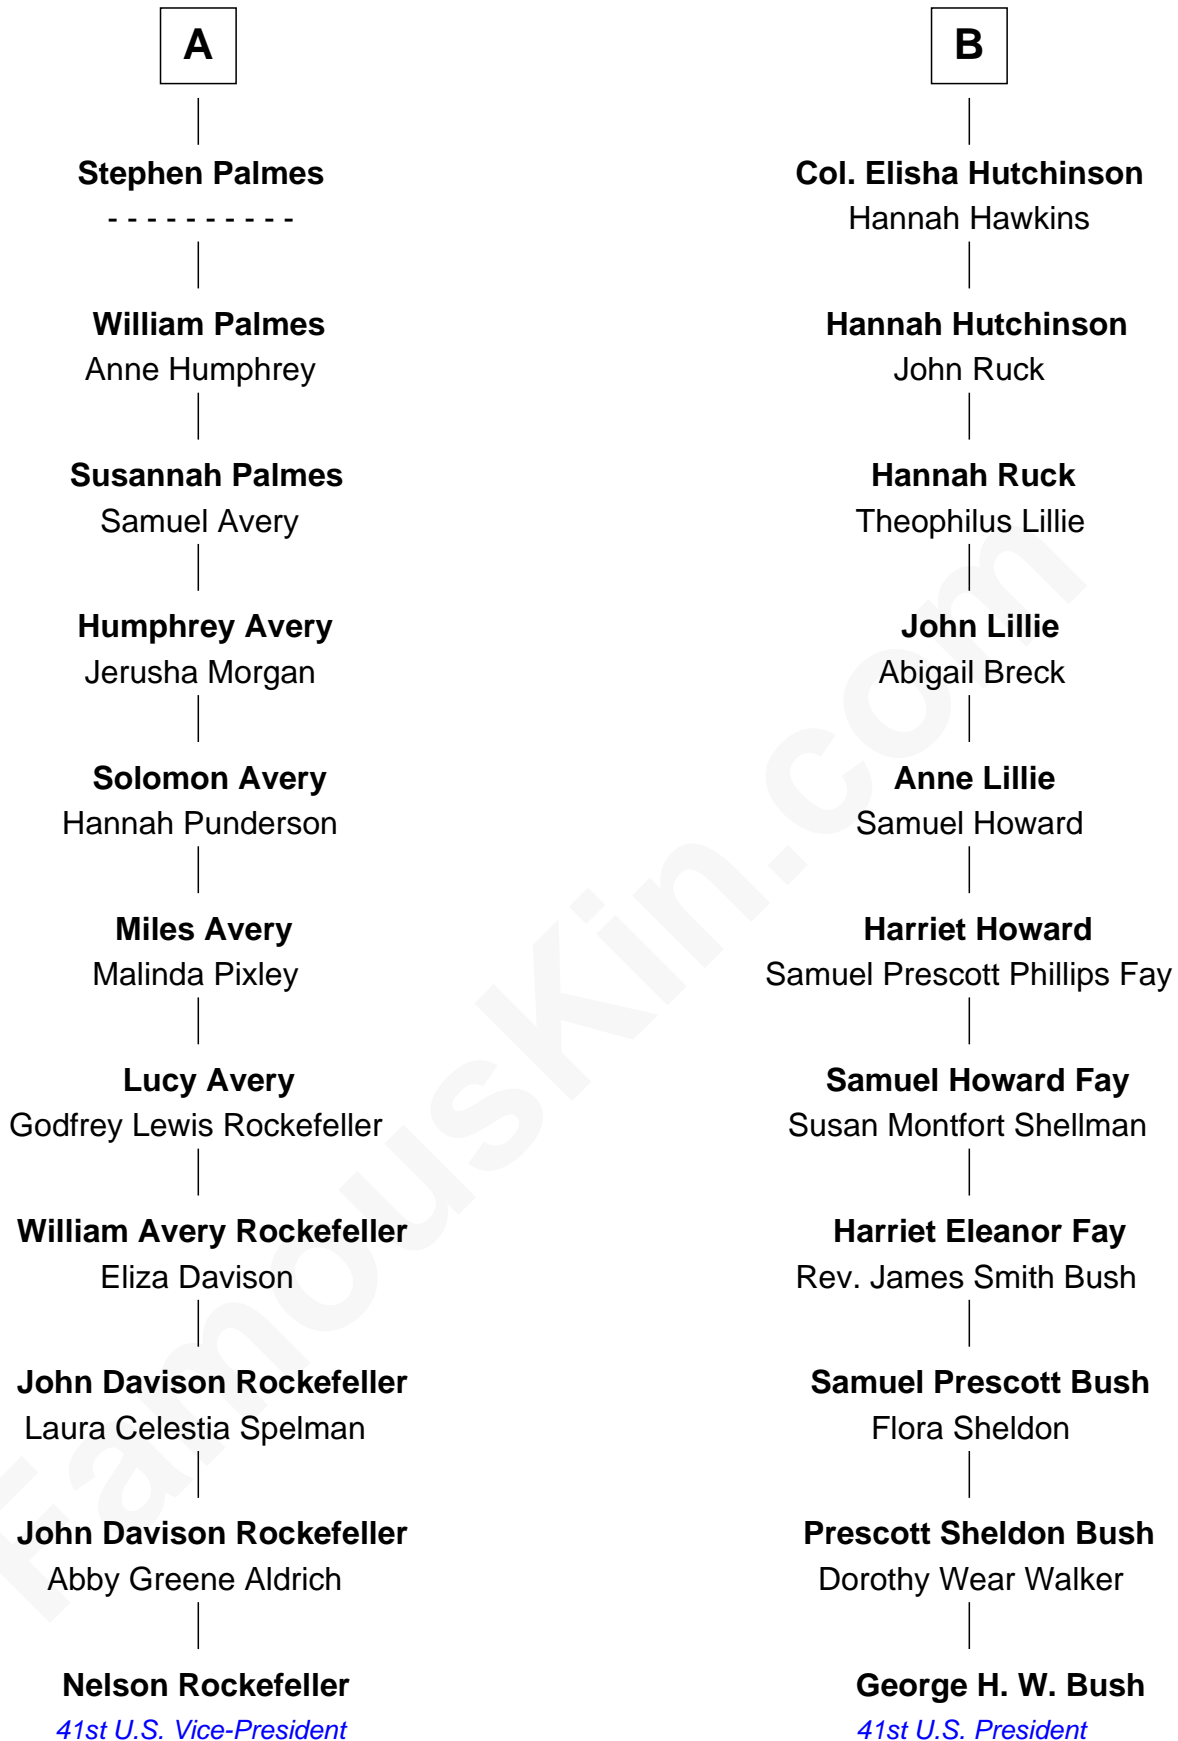 A
Stephen Palmes
- - - - - - - - - -
William Palmes
Anne Humphrey
Susannah Palmes
Samuel Avery
Humphrey Avery
Jerusha Morgan
Solomon Avery
Hannah Punderson
Miles Avery
Malinda Pixley
Lucy Avery
Godfrey Lewis Rockefeller
William Avery Rockefeller
Eliza Davison
John Davison Rockefeller
Laura Celestia Spelman
John Davison Rockefeller
Abby Greene Aldrich
Nelson Rockefeller
41st U.S. Vice-President
B
Col. Elisha Hutchinson
Hannah Hawkins
Hannah Hutchinson
John Ruck
Hannah Ruck
Theophilus Lillie
John Lillie
Abigail Breck
Anne Lillie
Samuel Howard
Harriet Howard
Samuel Prescott Phillips Fay
Samuel Howard Fay
Susan Montfort Shellman
Harriet Eleanor Fay
Rev. James Smith Bush
Samuel Prescott Bush
Flora Sheldon
Prescott Sheldon Bush
Dorothy Wear Walker
George H. W. Bush
41st U.S. President
FamousKin.com